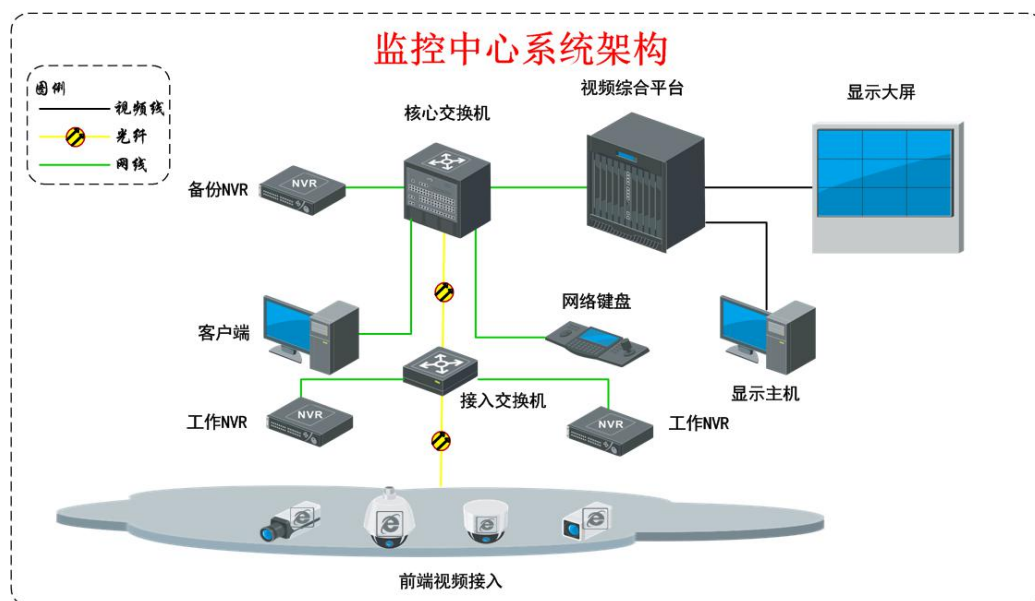 监控中心系统架构
图例
视频线
光纤
网线
核心交换机
视频综合平台
显示大屏
备份NVR
NVR
客户端
网络键盘
显示主机
接入交换机
工作NVR
NVR
NVR
工作NVR
前端视频接入